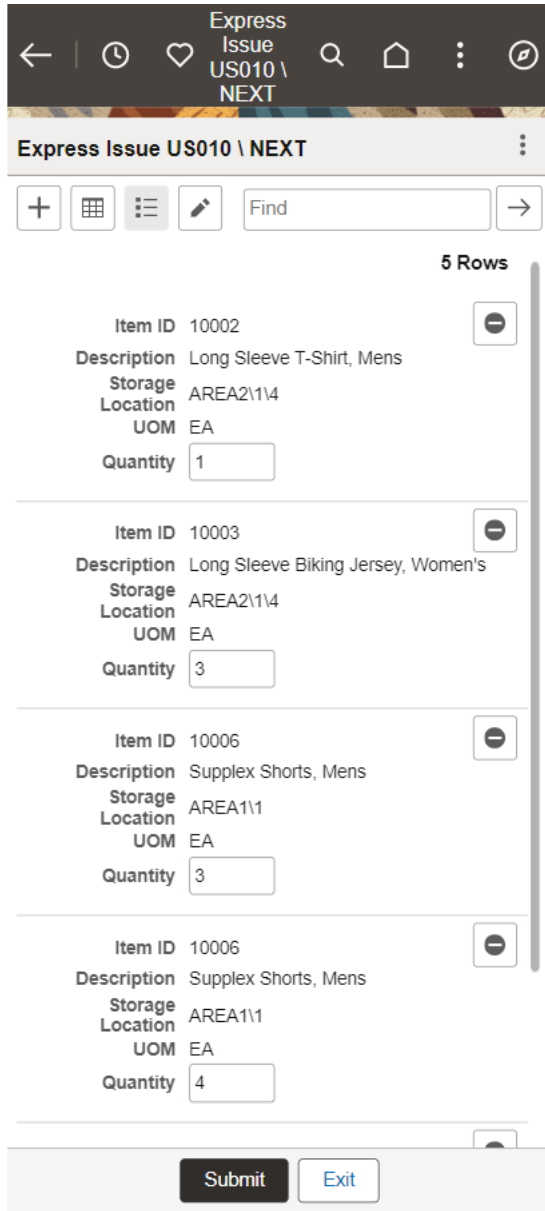 Express
Issue
US010 \
NEXT
Express Issue US010 \ NEXT
Find
5 Rows
Item ID 10002
Description Long Sleeve T-Shirt, Mens
Storage
Location AREA2\1\4
UOM EA
Quantity 1
Item ID 10003
Description Long Sleeve Biking Jersey, Women's
Storage
Location AREA2\1\4
UOM EA
Quantity 3
Item ID 10006
Description Supplex Shorts, Mens
Storage
Location AREA1\1
UOM EA
Quantity 3
Item ID 10006
Description Supplex Shorts, Mens
Storage
Location AREA1\1
UOM EA
Quantity 4
Submit Exit